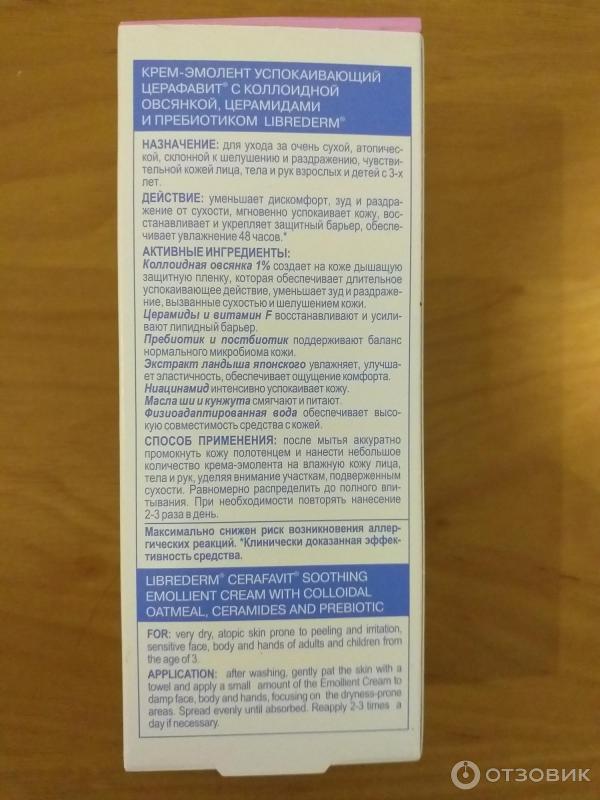 КРЕМ-ЭМОЛЕНТ УСПОКАИВАЮЩИЙ
ЦЕРАФАВИТ® С КОЛЛОИДНОЙ
ОВСЯНКОЙ, ЦЕРАМИДАМИ
И ПРЕБИОТИКОМ LIBREDERM®
НАЗНАЧЕНИЕ: для ухода за очень сухой, атопичес-
кой, склонной к шелушению и раздражению, чувстви-
тельной кожей лица, тела и рук взрослых и детей с 3-х
лет.
ДЕЙСТВИЕ: уменьшает дискомфорт, зуд и раздра-
жение от сухости, мгновенно успокаивает кожу, вос-
станавливает и укрепляет защитный барьер, обеспе-
чивает увлажнение 48 часов.*
АКТИВНЫЕ ИНГРЕДИЕНТЫ:
Коллоидная овсянка 1% создает на коже дышащую
защитную пленку, которая обеспечивает длительное
успокаивающее действие, уменьшает зуд и раздраже-
ние, вызванные сухостью и шелушением кожи.
Церамиды и витамин F восстанавливают и усили-
вают липидный барьер.
Пребиотик и постбиотик поддерживают баланс
нормального микробиома кожи.
Экстракт ландыша японского увлажняет, улучша-
ет эластичность, обеспечивает ощущение комфорта.
Ниацинамид интенсивно успокаивает кожу.
Масла ши и кунжута смягчают и питают.
Физиоадаптированная вода обеспечивает высо-
кую совместимость средства с кожей.
СПОСОБ ПРИМЕНЕНИЯ: после мытья аккуратно
промокнуть кожу полотенцем и нанести небольшое
количество крема-эмолента на влажную кожу лица,
тела и рук, уделяя внимание участкам, подверженным
сухости. Равномерно распределить до полного впи-
тывания. При необходимости повторять нанесение
2-3 раза в день.
Максимально снижен риск возникновения аллер-
гических реакций. *Клинически доказанная эффек-
тивность средства.
LIBREDERM® CERAFAVIT® SOOTHING
EMOLLIENT CREAM WITH COLLOIDAL
OATMEAL, CERAMIDES AND PREBIOTIC
FOR: very dry, atopic skin prone to peeling and irritation,
sensitive face, body and hands of adults and children from
the age of 3.
APPLICATION: after washing, gently pat the skin with a
towel and apply a small amount of the Emollient Cream to
damp face, body and hands, focusing on the dryness-prone
areas. Spread evenly until absorbed. Reapply 2-3 times a
day if necessary.
ОТЗОВИК